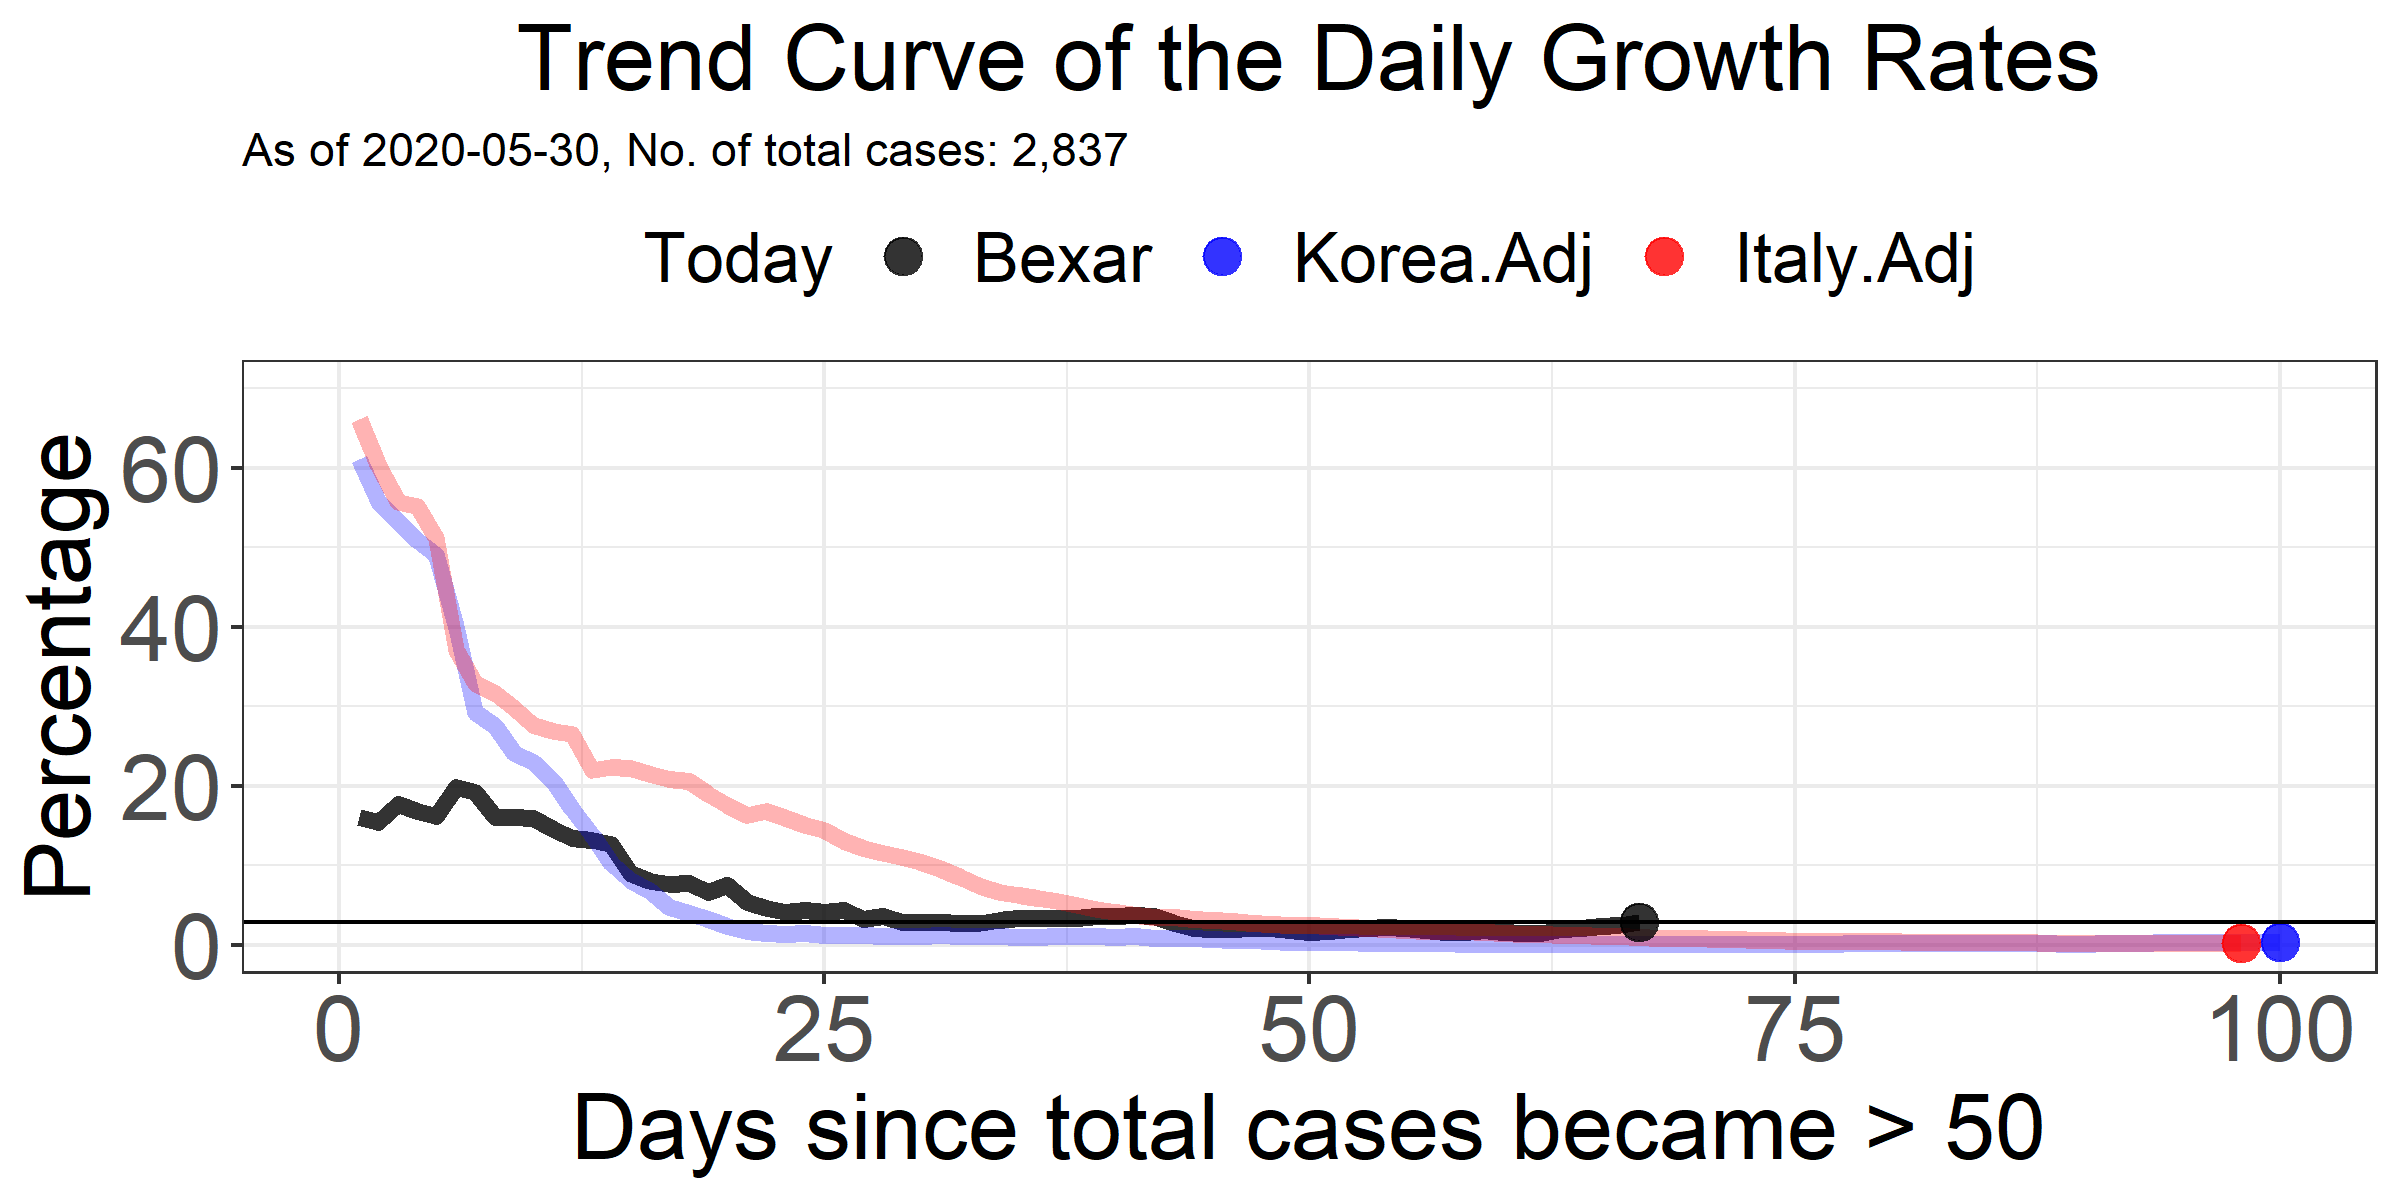 Trend Curve of the Daily Growth Rates
As of 2020-05-30, No. of total cases: 2,837
Today Bexar Korea.Adj Italy.Adj
Percentage
60
40
20
0
0 25 50 75 100
Days since total cases became > 50